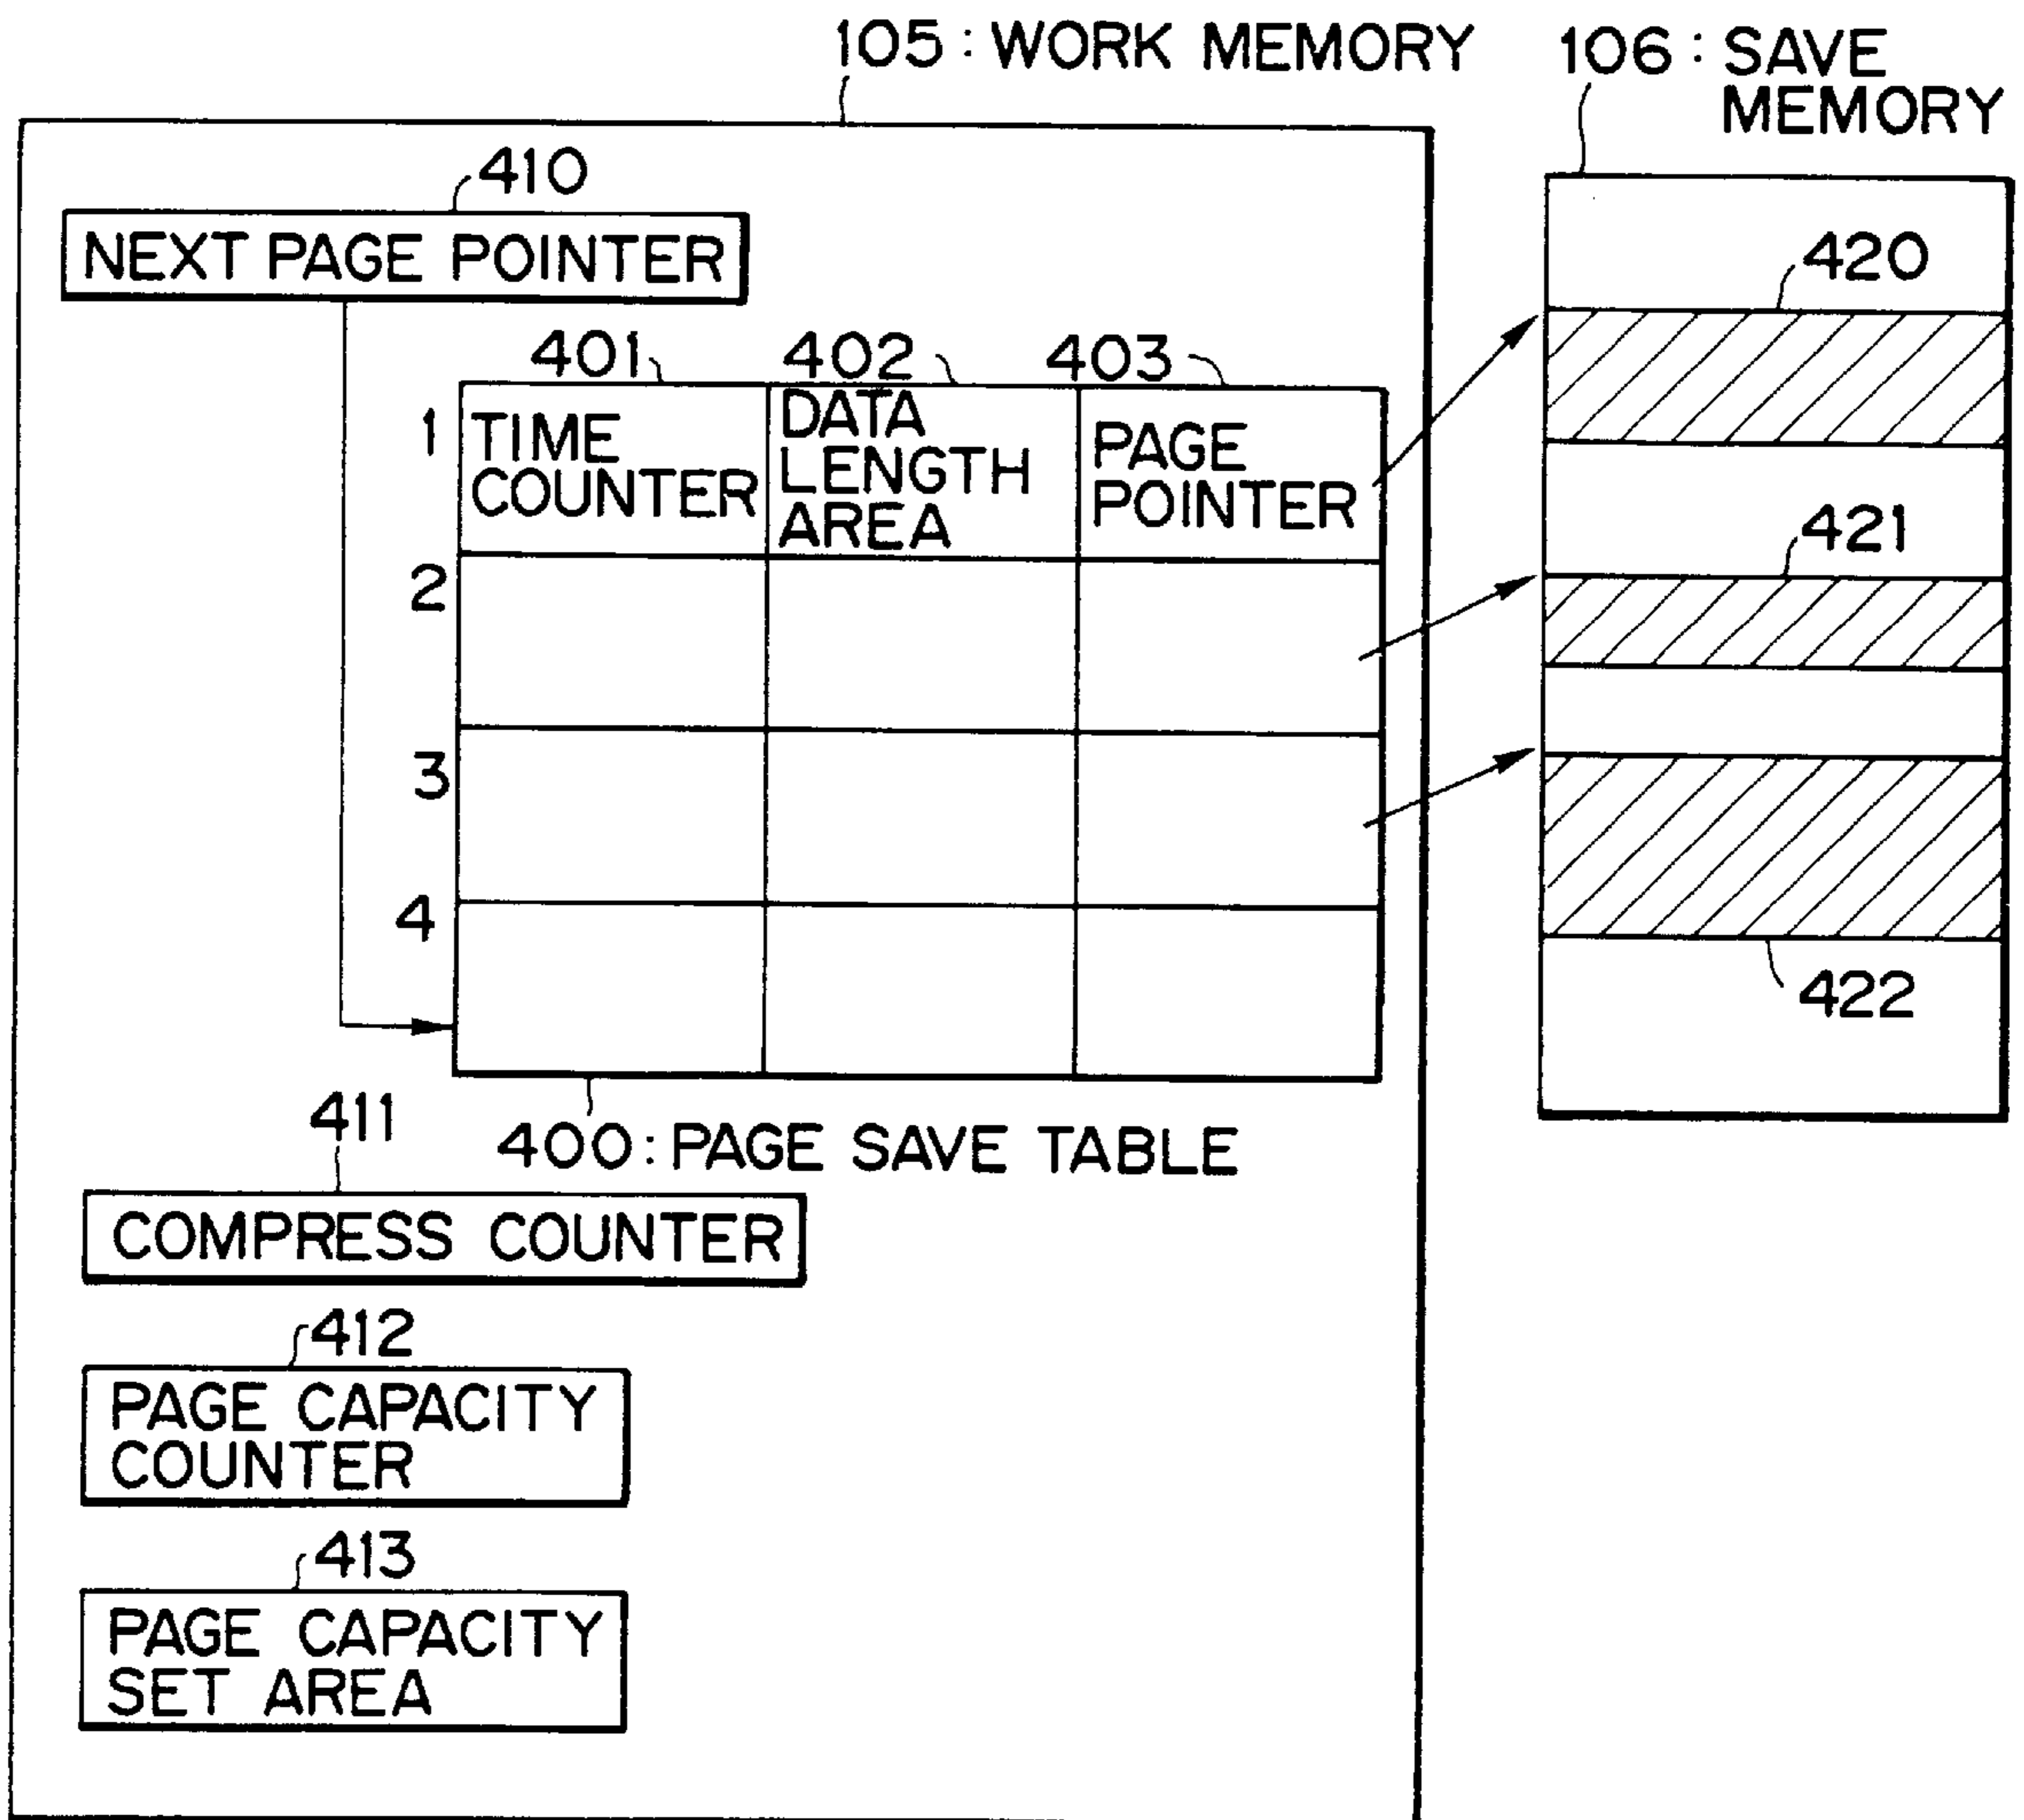 105 : WORK MEMORY
106 : SAVE
MEMORY
410
NEXT PAGE POINTER
420
401
402
403
1
TIME
COUNTER
DATA
LENGTH
AREA
PAGE
POINTER
421
2
3
4
422
411
400 : PAGE SAVE TABLE
COMPRESS COUNTER
412
PAGE CAPACITY
COUNTER
413
PAGE CAPACITY
SET AREA